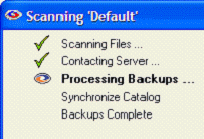 Scanning 'Default'
Scanning Files ...
Contacting Server ...
Processing Backups ...
Synchronize Catalog
Backups Complete